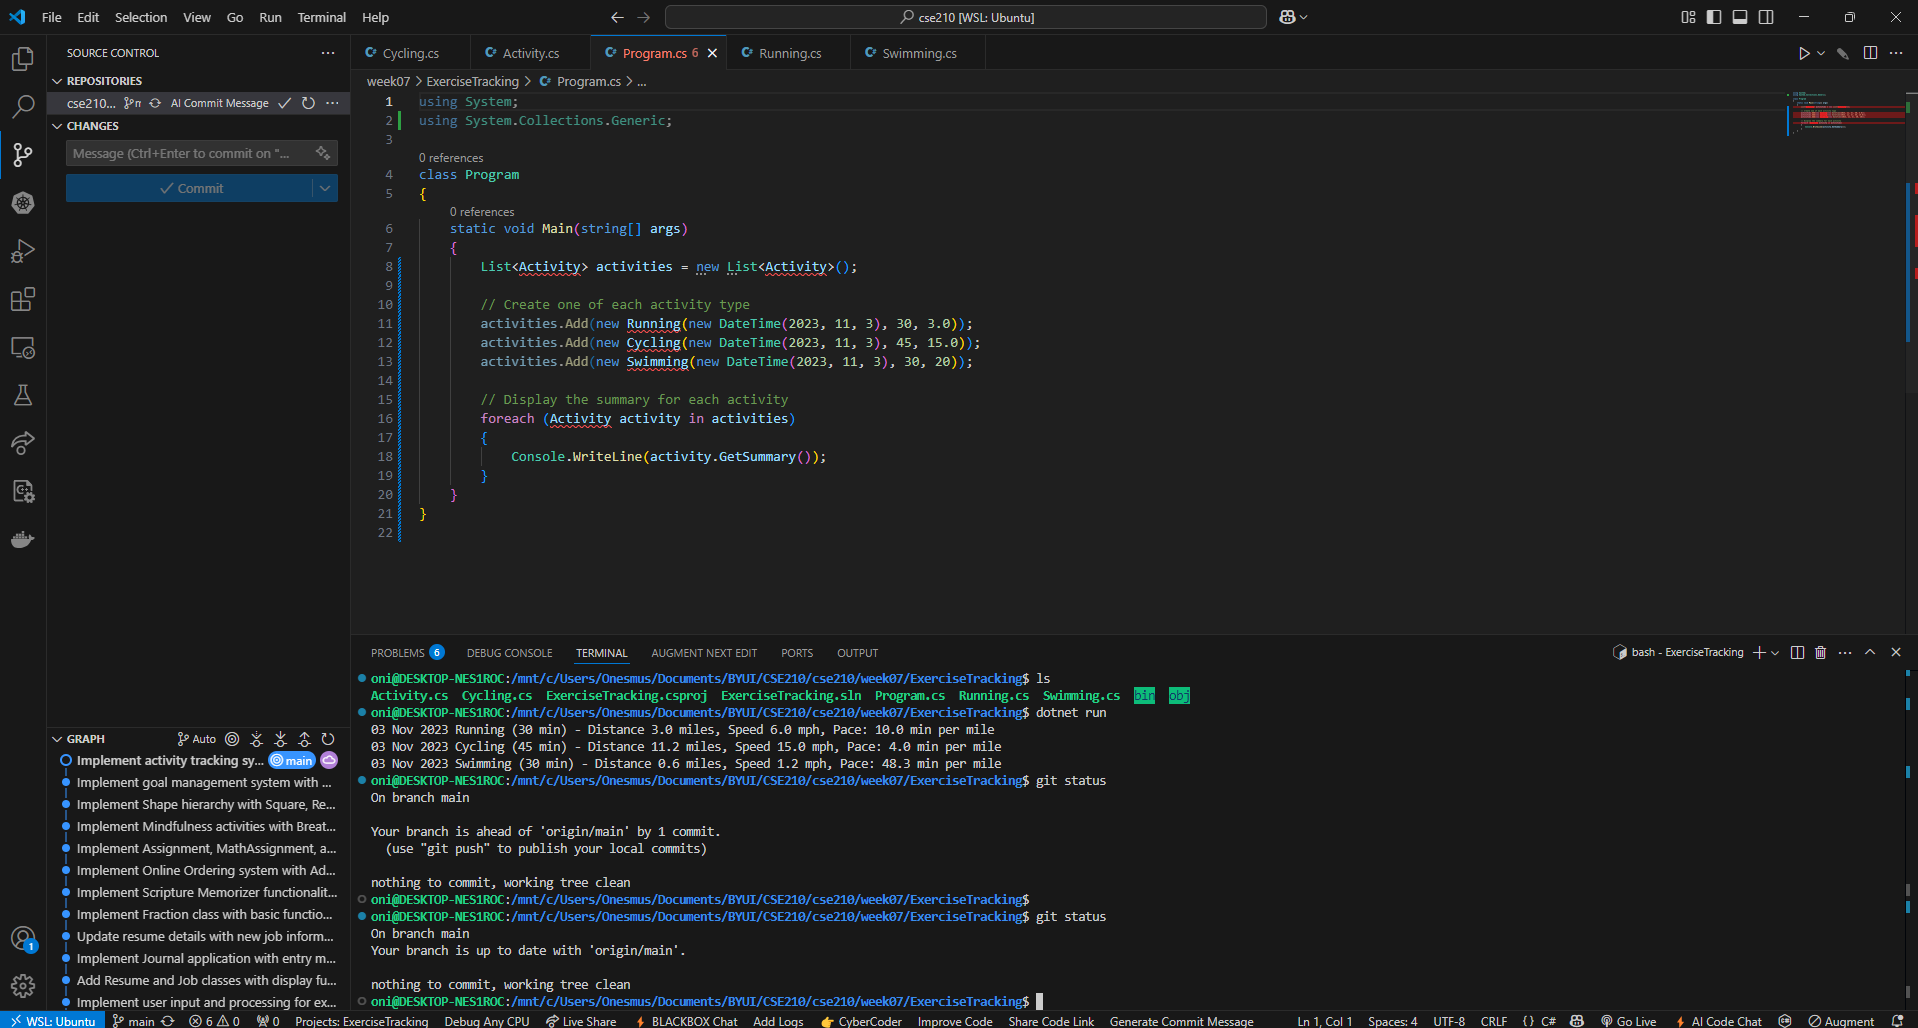 File Edit Selection View Go Run Terminal Help
cse210 [WSL: Ubuntu]
SOURCE CONTROL
REPOSITORIES
cse210... AI Commit Message
CHANGES
Message (Ctrl+Enter to commit on "...
Commit
Cycling.cs Activity.cs Program.cs 6 Running.cs Swimming.cs
week07 > ExerciseTracking > Program.cs > ...
1 using System;
2 using System.Collections.Generic;
3
0 references
4 class Program
5 {
0 references
6 static void Main(string[] args)
7 {
8 List<Activity> activities = new List<Activity>();
9
10 // Create one of each activity type
11 activities.Add(new Running(new DateTime(2023, 11, 3), 30, 3.0));
12 activities.Add(new Cycling(new DateTime(2023, 11, 3), 45, 15.0));
13 activities.Add(new Swimming(new DateTime(2023, 11, 3), 30, 20));
14
15 // Display the summary for each activity
16 foreach (Activity activity in activities)
17 {
18 Console.WriteLine(activity.GetSummary());
19 }
20 }
21 }
22
PROBLEMS 6 DEBUG CONSOLE TERMINAL AUGMENT NEXT EDIT PORTS OUTPUT
bash - ExerciseTracking
oni@DESKTOP-NES1ROC:/mnt/c/Users/Onesmus/Documents/BYUI/CSE210/cse210/week07/ExerciseTracking$ ls
Activity.cs Cycling.cs ExerciseTracking.csproj ExerciseTracking.sln Program.cs Running.cs Swimming.cs bin obj
oni@DESKTOP-NES1ROC:/mnt/c/Users/Onesmus/Documents/BYUI/CSE210/cse210/week07/ExerciseTracking$ dotnet run
03 Nov 2023 Running (30 min) - Distance 3.0 miles, Speed 6.0 mph, Pace: 10.0 min per mile
03 Nov 2023 Cycling (45 min) - Distance 11.2 miles, Speed 15.0 mph, Pace: 4.0 min per mile
03 Nov 2023 Swimming (30 min) - Distance 0.6 miles, Speed 1.2 mph, Pace: 48.3 min per mile
oni@DESKTOP-NES1ROC:/mnt/c/Users/Onesmus/Documents/BYUI/CSE210/cse210/week07/ExerciseTracking$ git status
On branch main
Your branch is ahead of 'origin/main' by 1 commit.
(use "git push" to publish your local commits)
nothing to commit, working tree clean
oni@DESKTOP-NES1ROC:/mnt/c/Users/Onesmus/Documents/BYUI/CSE210/cse210/week07/ExerciseTracking$
oni@DESKTOP-NES1ROC:/mnt/c/Users/Onesmus/Documents/BYUI/CSE210/cse210/week07/ExerciseTracking$ git status
On branch main
Your branch is up to date with 'origin/main'.
nothing to commit, working tree clean
oni@DESKTOP-NES1ROC:/mnt/c/Users/Onesmus/Documents/BYUI/CSE210/cse210/week07/ExerciseTracking$
GRAPH Auto
Implement activity tracking sy... main
Implement goal management system with ...
Implement Shape hierarchy with Square, Re...
Implement Mindfulness activities with Breat...
Implement Assignment, MathAssignment, a...
Implement Online Ordering system with Ad...
Implement Scripture Memorizer functionalit...
Implement Fraction class with basic functio...
Update resume details with new job inform...
Implement Journal application with entry m...
Add Resume and Job classes with display fu...
Implement user input and processing for ex...
1
WSL: Ubuntu main 6 0 0 Projects: ExerciseTracking Debug Any CPU Live Share BLACKBOX Chat Add Logs CyberCoder Improve Code Share Code Link Generate Commit Message Ln 1, Col 1 Spaces: 4 UTF-8 CRLF {} C# Go Live AI Code Chat Augment